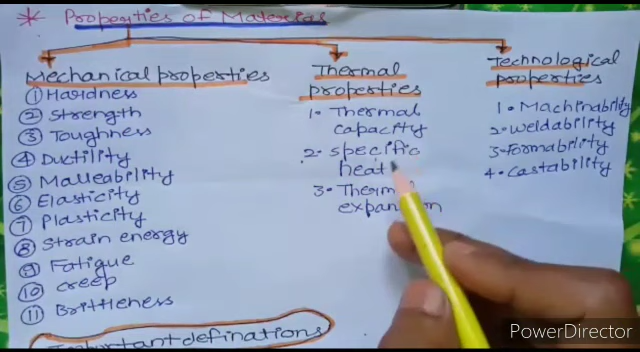 * Properties of Materials
Mechanical properties
① Hardness
② Strength
③ Toughness
④ Ductility
⑤ Malleability
⑥ Elasticity
⑦ Plasticity
⑧ Strain energy
⑨ Fatigue
⑩ creep
⑪ Brittleness
Thermal
properties
1. Thermal
capacity
2. specific
heat
3. Thermal
expansion
Technological
properties
1. Machinability
2. Weldability
3. Formability
4. Castability
Important definations
PowerDirector